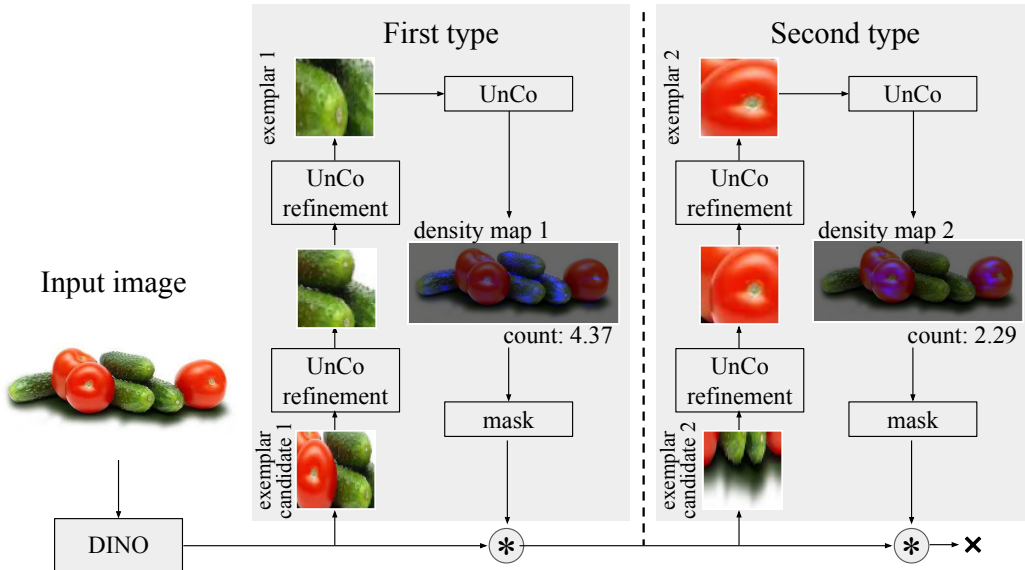 Input image
DINO
First type
exemplar 1
UnCo
UnCo
refinement
density map 1
count: 4.37
UnCo
refinement
mask
exemplar
candidate 1
*
Second type
exemplar 2
UnCo
UnCo
refinement
density map 2
count: 2.29
UnCo
refinement
mask
exemplar
candidate 2
*
×